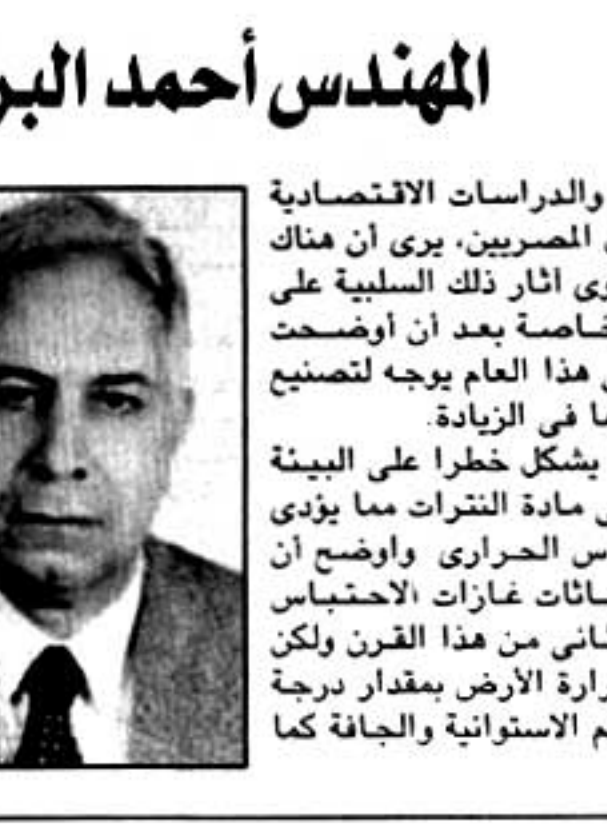 المهندس أحمد
والدراسات الاقتصادية
المصريين، يرى أن هناك
آثار ذلك السلبية على
خاصة بعد أن أوضحت
هذا العام يوجه لتصنيع
فى الزيادة.
يشكل خطرا على البيئة
مادة النترات مما يؤدى
الحرارى وأوضح أن
غازات الاحتباس
من هذا القرن ولكن
الأرض بمقدار درجة
الاستوائية والجافة كما